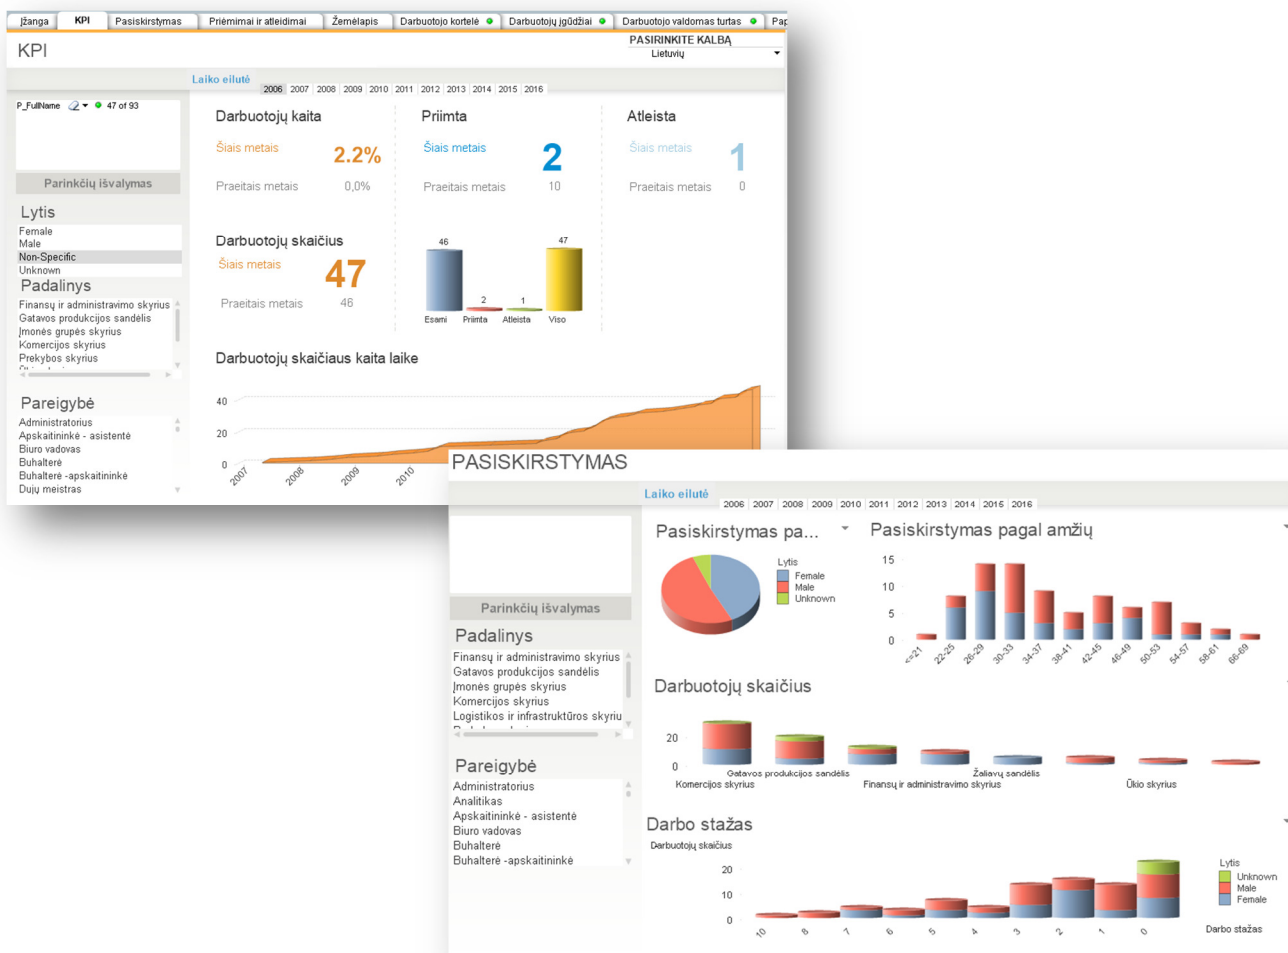 Įžanga KPI Pasiskirstymas Priėmimai ir atleidimai Žemėlapis Darbuotojo kortelė Darbuotojų įgūdžiai Darbuotojo valdomas turtas Pap
KPI
PASIRINKITE KALBĄ
Lietuvių
Laiko eilutė
2006 2007 2008 2009 2010 2011 2012 2013 2014 2015 2016
P_FullName 47 of 93
Parinkčių išvalymas
Lytis
Female
Male
Non-Specific
Unknown
Padalinys
Finansų ir administravimo skyrius
Gatavos produkcijos sandėlis
Įmonės grupės skyrius
Komercijos skyrius
Prekybos skyrius
Pareigybė
Administratorius
Apskaitininkė - asistentė
Biuro vadovas
Buhalterė
Buhalterė -apskaitininkė
Dujų meistras
Darbuotojų kaita
Šiais metais 2.2%
Praeitais metais 0,0%
Priimta
Šiais metais 2
Praeitais metais 10
Atleista
Šiais metais 1
Praeitais metais 0
Darbuotojų skaičius
Šiais metais 47
Praeitais metais 46
46 2 1 47
Esami Priimta Atleista Viso
Darbuotojų skaičiaus kaita laike
40
20
0
2007 2008 2009 2010
PASISKIRSTYMAS
Laiko eilutė
2006 2007 2008 2009 2010 2011 2012 2013 2014 2015 2016
Parinkčių išvalymas
Padalinys
Finansų ir administravimo skyrius
Gatavos produkcijos sandėlis
Įmonės grupės skyrius
Komercijos skyrius
Logistikos ir infrastruktūros skyriu
Pareigybė
Administratorius
Analitikas
Apskaitininkė - asistentė
Biuro vadovas
Buhalterė
Buhalterė -apskaitininkė
Pasiskirstymas pa...
Lytis
Female
Male
Unknown
Pasiskirstymas pagal amžių
15
10
5
0
<=21 22-25 26-29 30-33 34-37 38-41 42-45 46-49 50-53 54-57 58-61 66-69
Darbuotojų skaičius
20
0
Gatavos produkcijos sandėlis Žaliavų sandėlis
Komercijos skyrius Finansų ir administravimo skyrius Ūkio skyrius
Darbo stažas
Darbuotojų skaičius
20
10
0
10 8 7 6 5 4 3 2 1 0
Lytis
Unknown
Male
Female
Darbo stažas